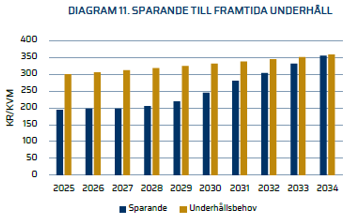 DIAGRAM 11. SPARANDE TILL FRAMTIDA UNDERHÅLL
KR/KVM
400
350
300
250
200
150
100
50
0
2025 2026 2027 2028 2029 2030 2031 2032 2033 2034
Sparande Underhållsbehov